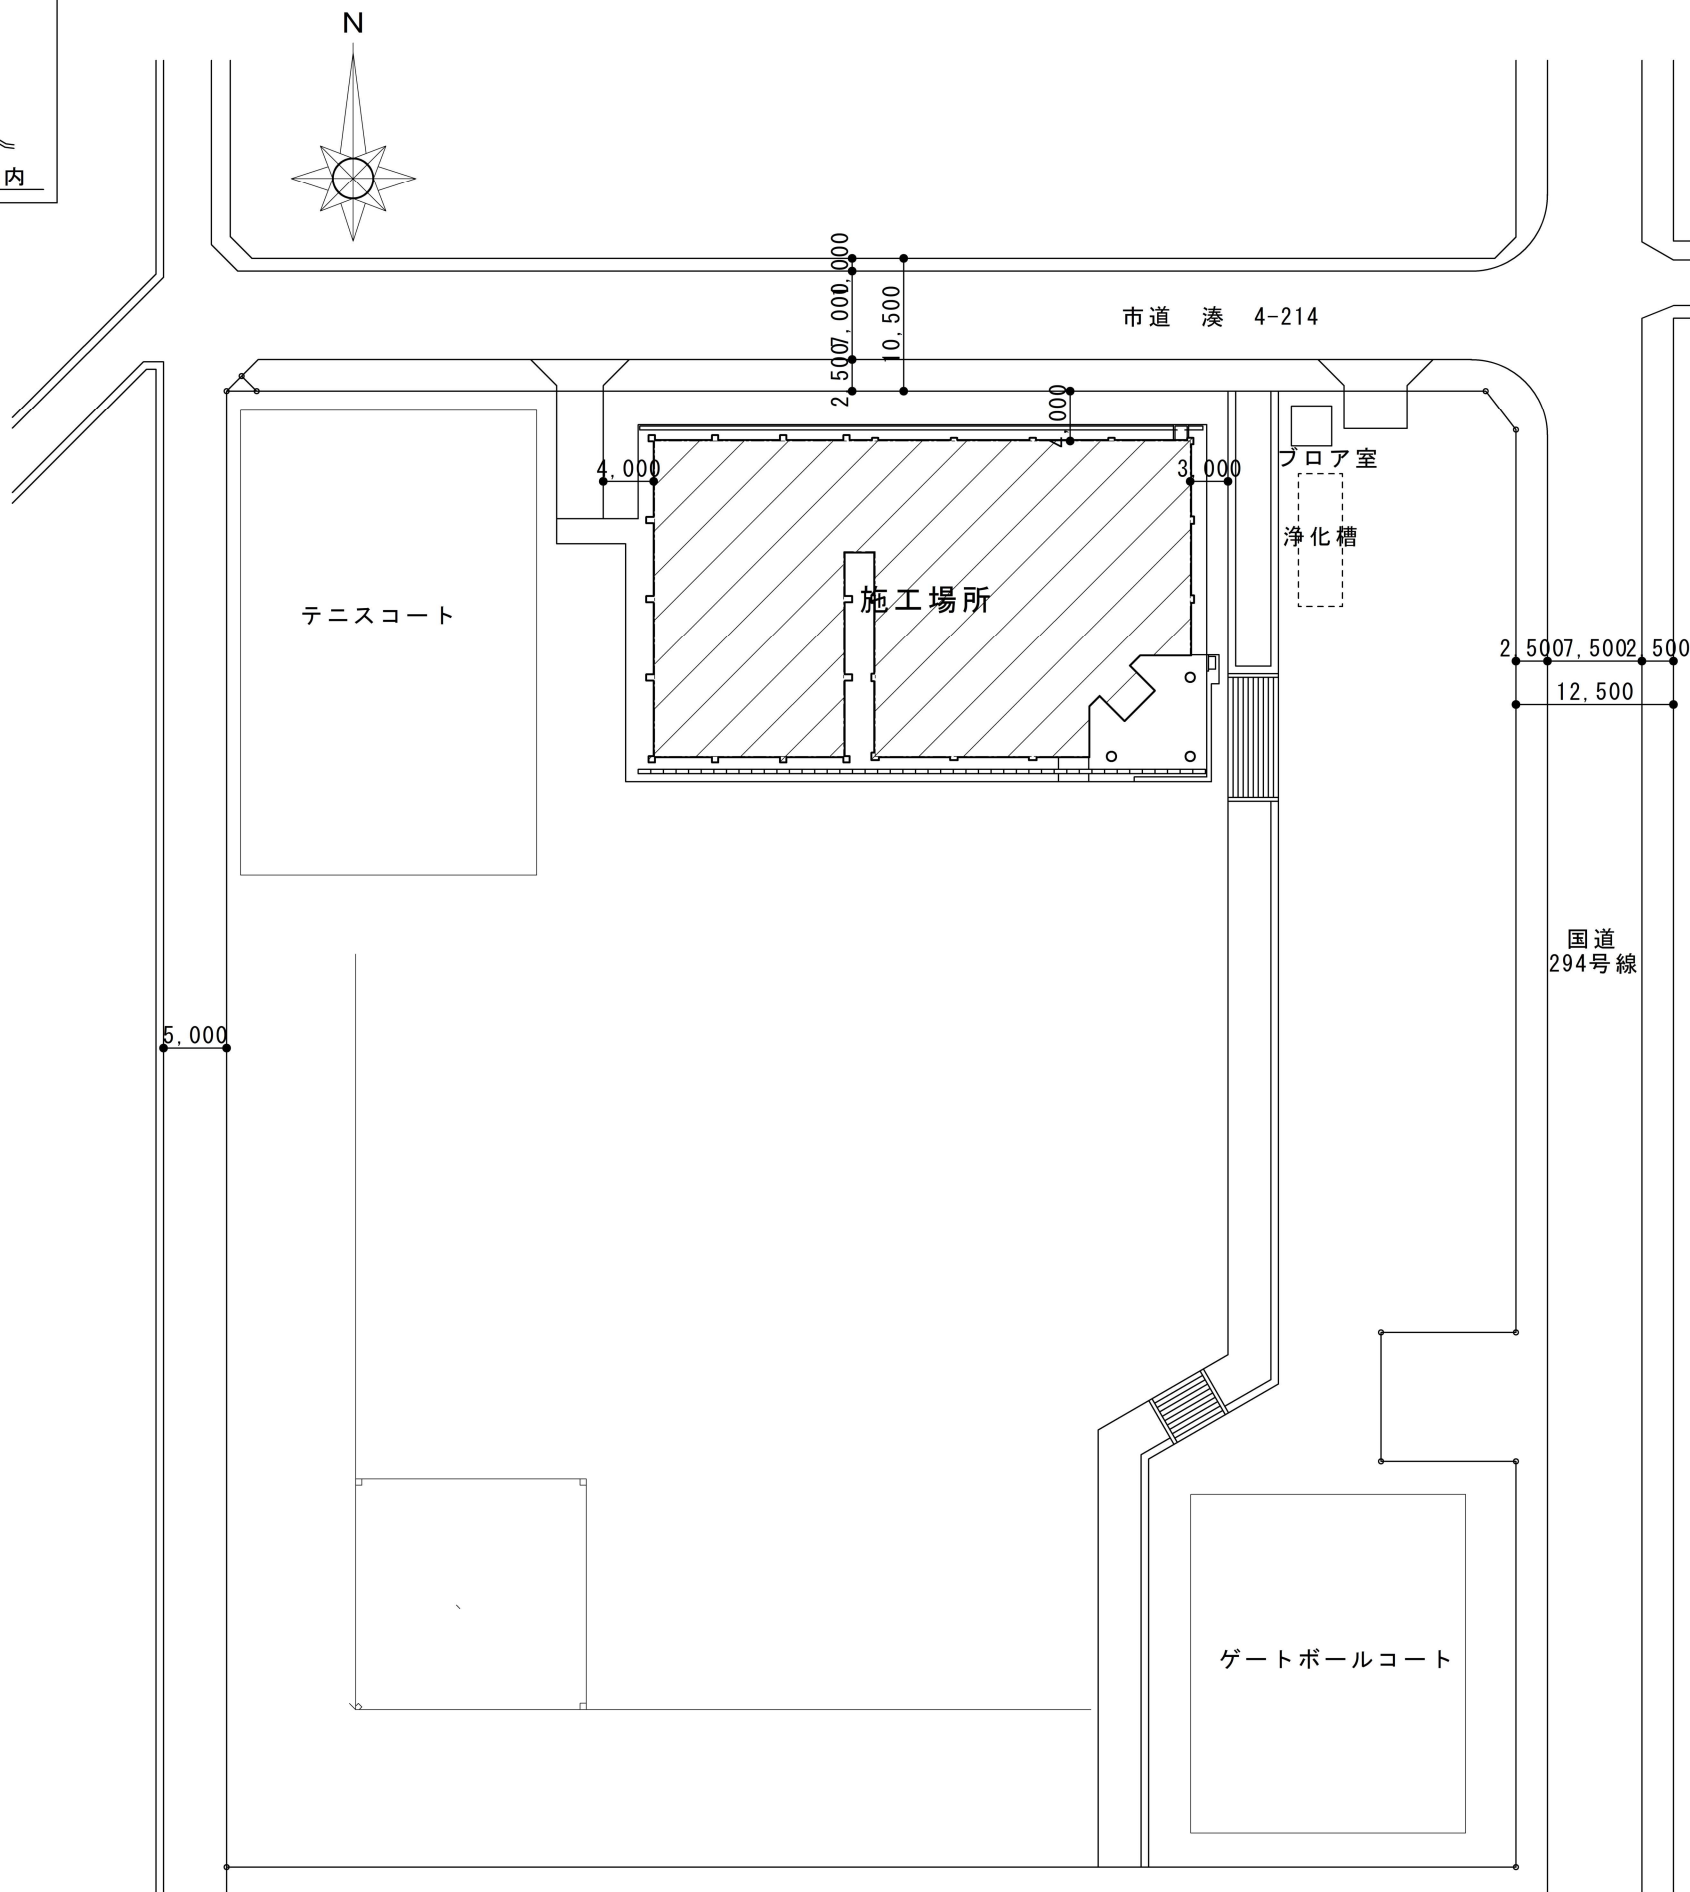 N
内
1,000
7,000
2,500
10,500
市道 湊 4-214
4,000
4,000
3,000
ブロア室
浄化槽
施工場所
テニスコート
2,500
7,500
2,500
12,500
国道
294号線
5,000
ゲートボールコート